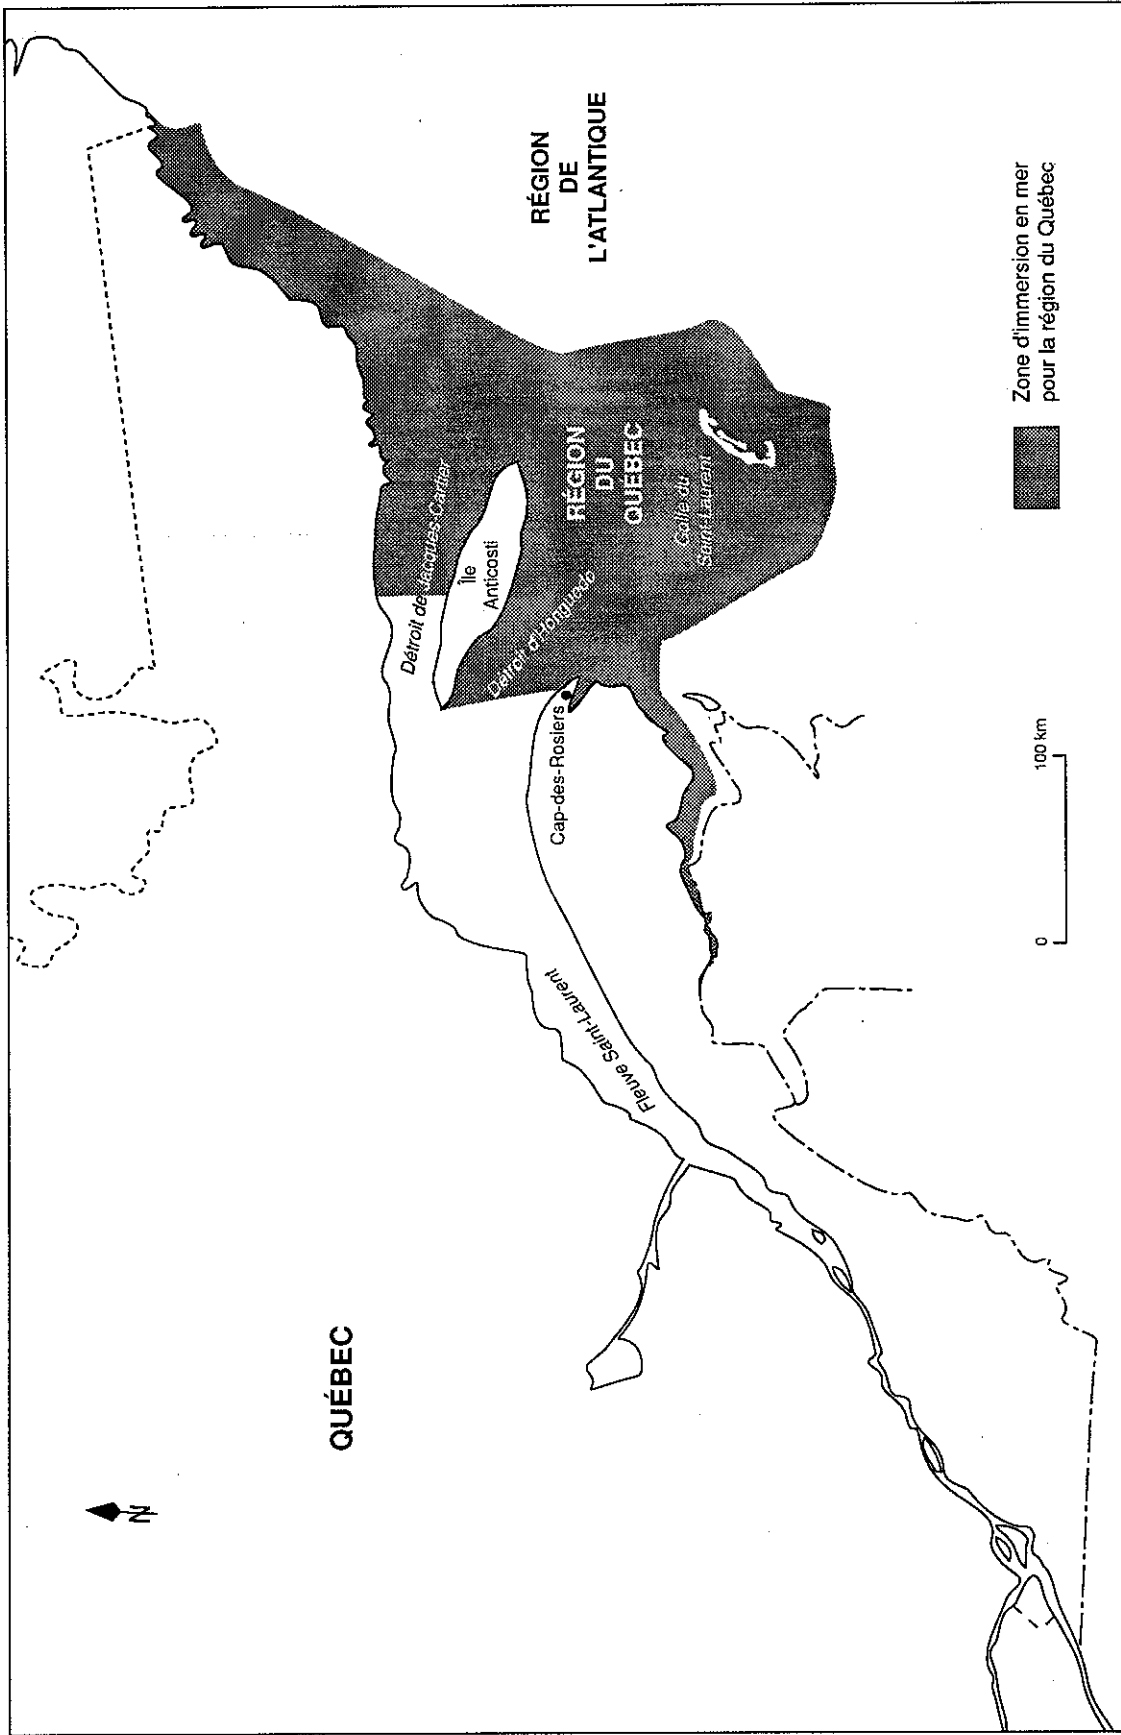 N
QUÉBEC
RÉGION
DE
L'ATLANTIQUE
Détroit de Jacques Cartier
Île
Anticosti
Détroit d'Honguedo
Cap-des-Rosiers
RÉGION
DU
QUÉBEC
Golfe du
Saint-Laurent
Fleuve Saint-Laurent
0
100 km
Zone d'immersion en mer
pour la région du Québec